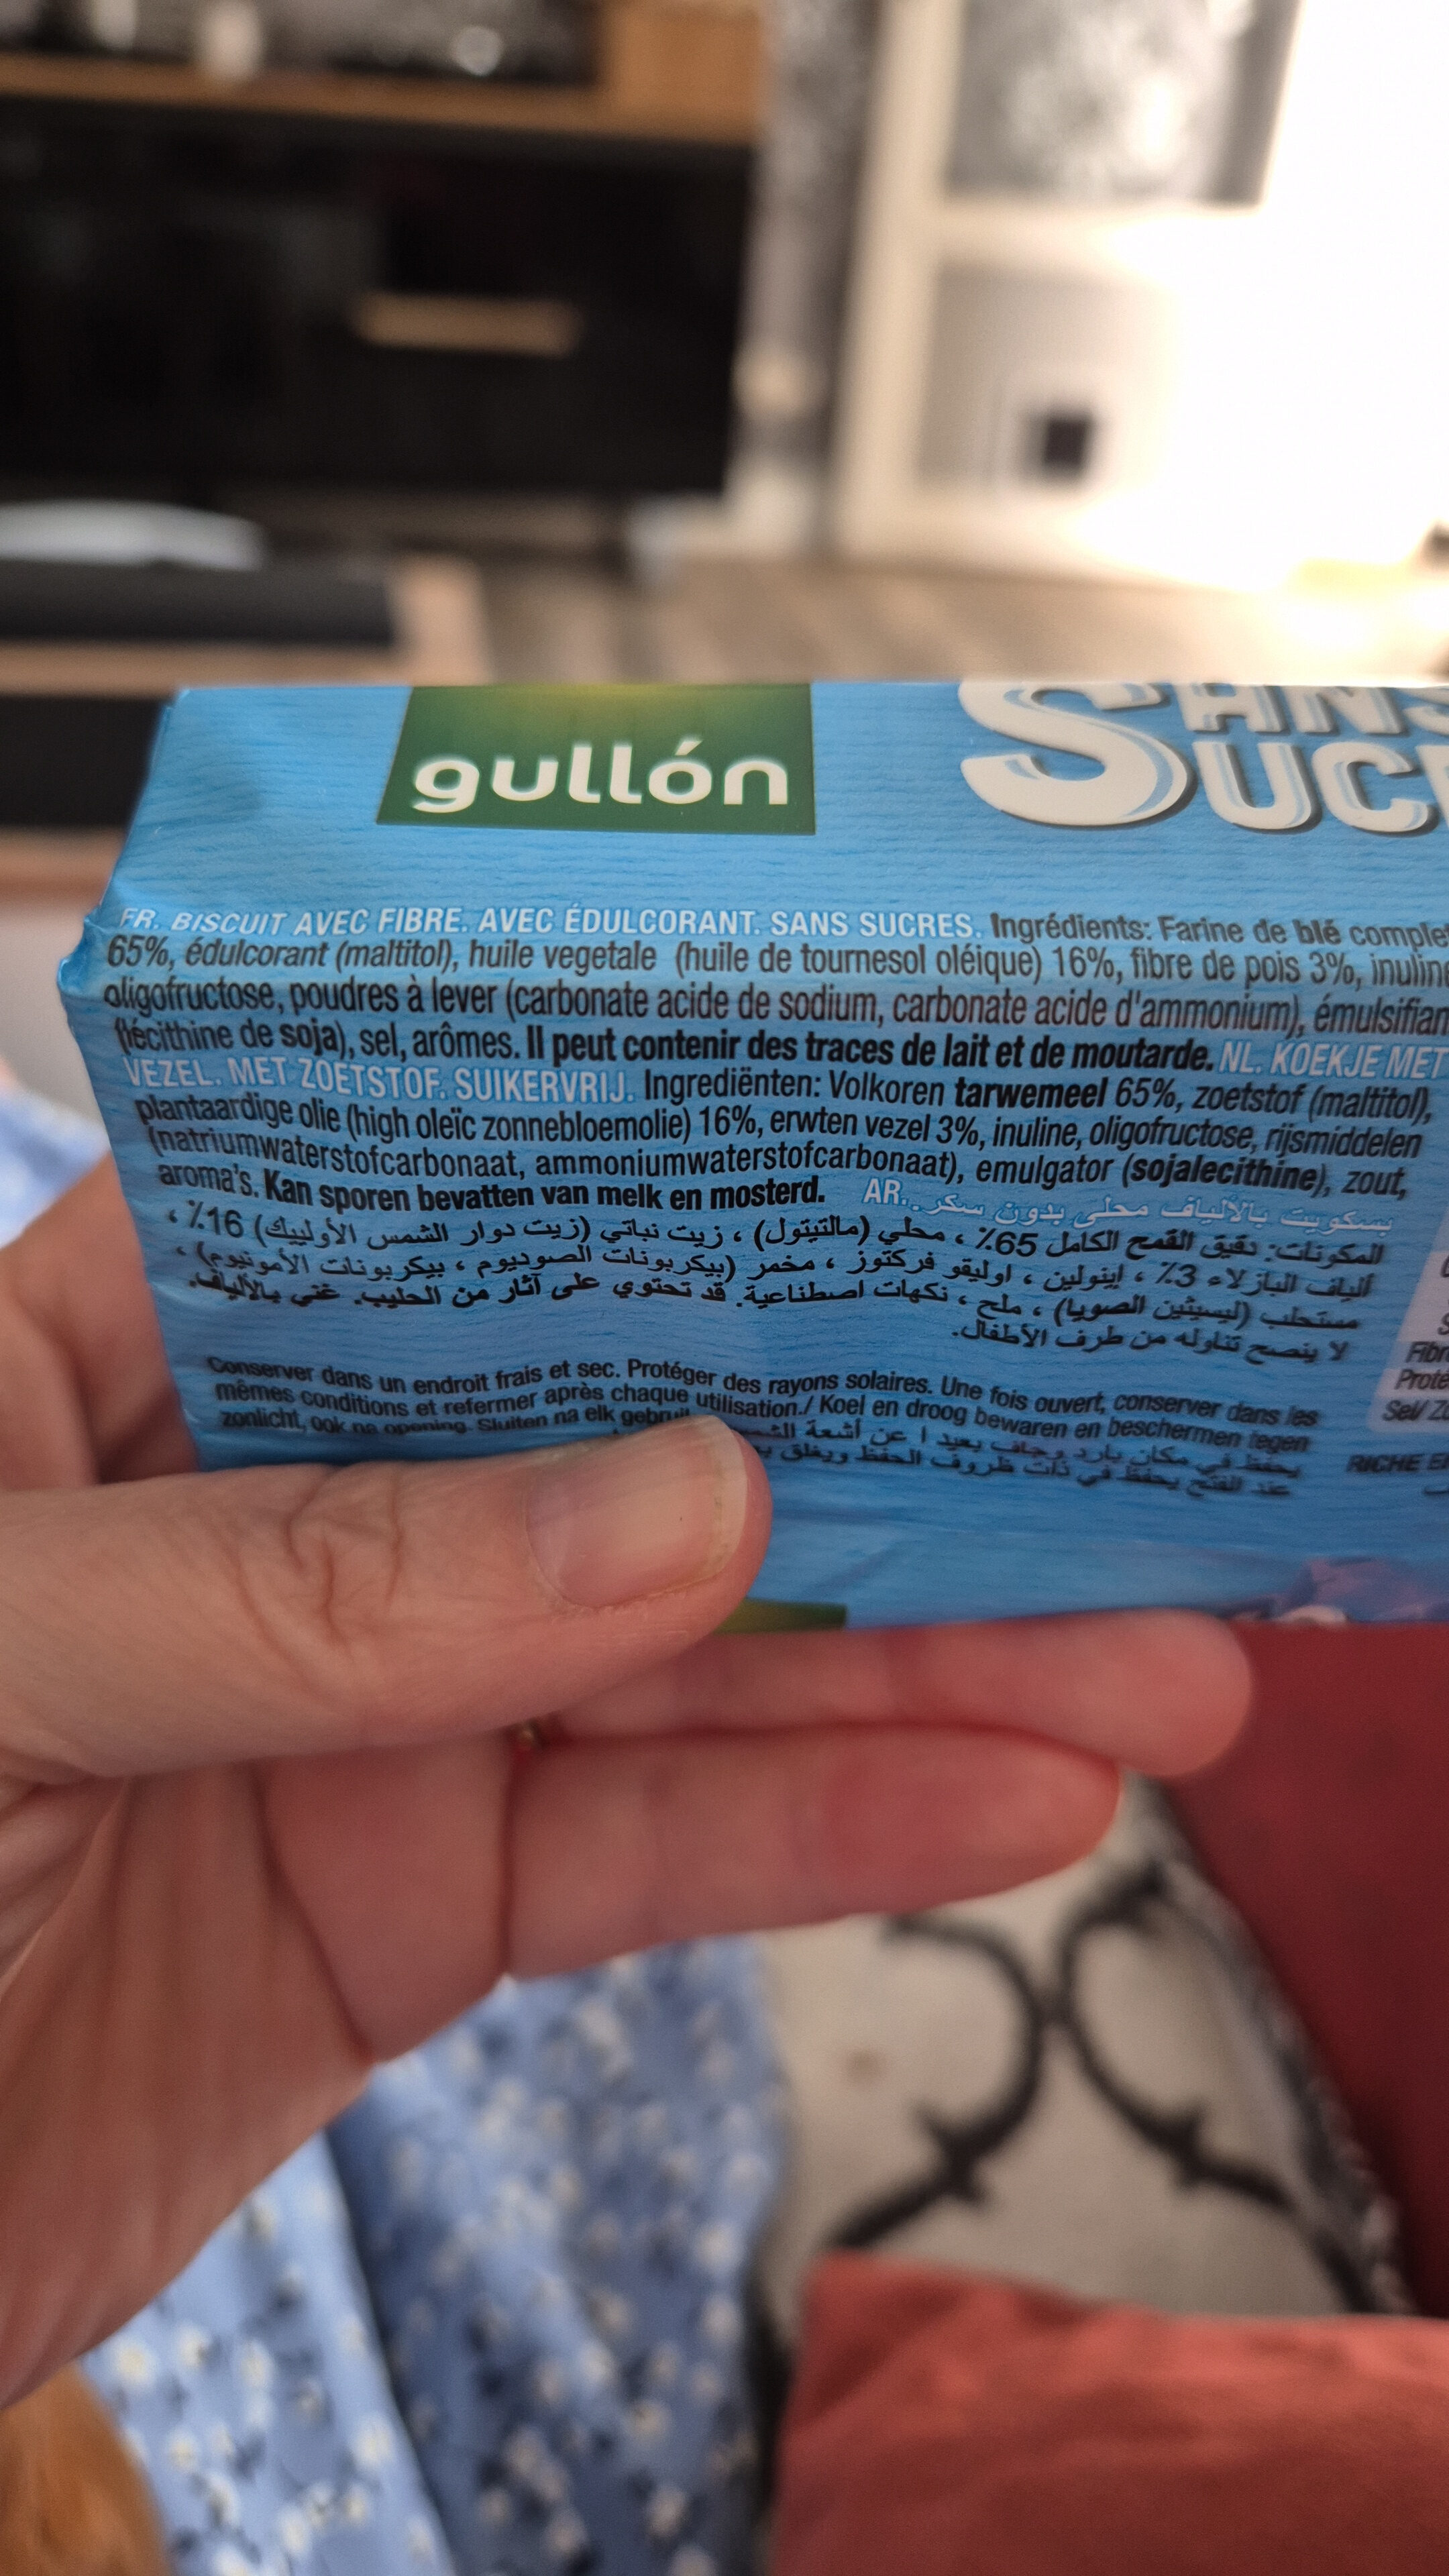 gullón
SANS
SUC
FR. BISCUIT AVEC FIBRE. AVEC ÉDULCORANT. SANS SUCRES. Ingrédients: Farine de blé complet
65%, édulcorant (maltitol), huile vegetale (huile de tournesol oléique) 16%, fibre de pois 3%, inuline
oligofructose, poudres à lever (carbonate acide de sodium, carbonate acide d'ammonium), émulsifian
(lécithine de soja), sel, arômes. Il peut contenir des traces de lait et de moutarde. NL. KOEKJE MET
VEZEL. MET ZOETSTOF. SUIKERVRIJ. Ingrediënten: Volkoren tarwemeel 65%, zoetstof (maltitol),
plantaardige olie (high oleïc zonnebloemolie) 16%, erwten vezel 3%, inuline, oligofructose, rijsmiddelen
(natriumwaterstofcarbonaat, ammoniumwaterstofcarbonaat), emulgator (sojalecithine), zout,
aroma's. Kan sporen bevatten van melk en mosterd. AR. بسكويت بالألياف محلى بدون سكر..
المكونات: دقيق القمح الكامل 65٪ ، محلي (مالتيتول) ، زيت نباتي (زيت دوار الشمس الأولييك) 16٪ ،
ألياف البازلاء 3٪ ، اينولين ، اوليقو فركتوز ، مخمر (بيكربونات الصوديوم ، بيكربونات الأمونيوم) ،
مستحلب (ليسيثين الصويا) ، ملح ، نكهات اصطناعية. قد تحتوي على آثار من الحليب. غني بالألياف.
لا ينصح تناوله من طرف الأطفال.
Conserver dans un endroit frais et sec. Protéger des rayons solaires. Une fois ouvert, conserver dans les
mêmes conditions et refermer après chaque utilisation./ Koel en droog bewaren en beschermen tegen
zonlicht, ook na opening. Sluiten na elk gebruik
يحفظ في مكان بارد وجاف بعيدا عن أشعة
عند الفتح يحفظ في ذات ظروف الحفظ ويغلق
Fibr
Proté
Sel/ Zo
RICHE E